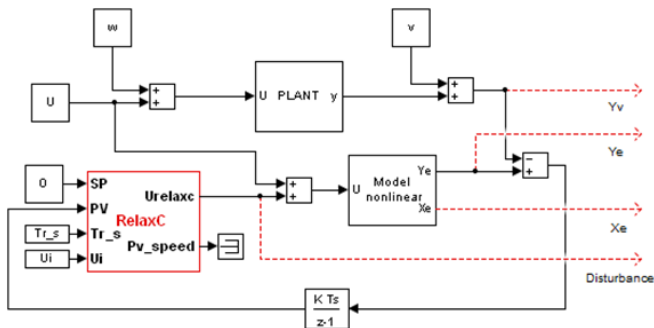 w
v
U
+
+
U PLANT y
+
+
Yv
Ye
0
SP
Urelaxc
PV
RelaxC
Tr_s
Tr_s
Pv_speed
Ui
Ui
+
+
U
Model
nonlinear
Ye
Xe
−
+
Xe
Disturbance
K Ts
z-1